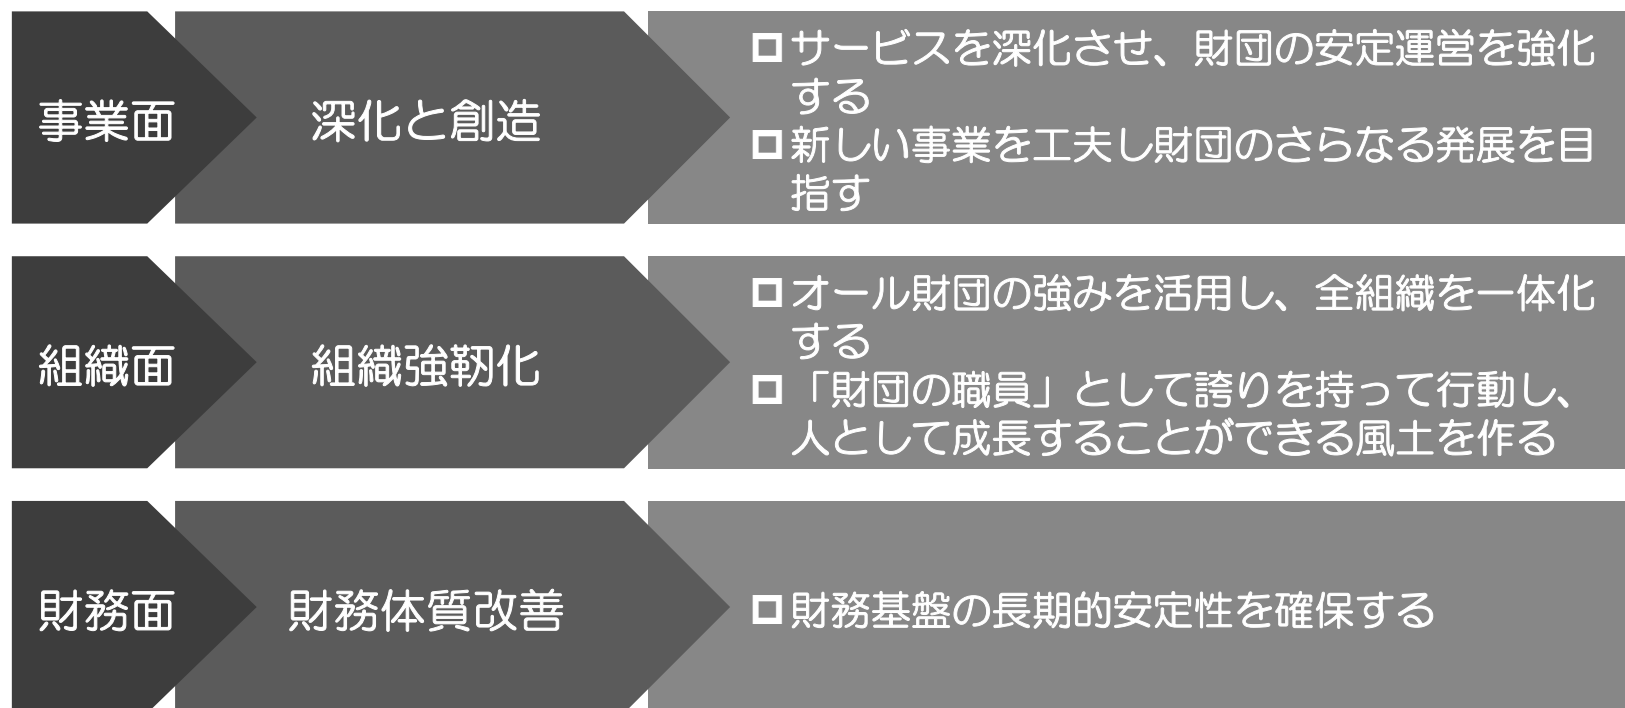 事業面
深化と創造
サービスを深化させ、財団の安定運営を強化
する
新しい事業を工夫し財団のさらなる発展を目
指す
組織面
組織強靭化
オール財団の強みを活用し、全組織を一体化
する
「財団の職員」として誇りを持って行動し、
人として成長することができる風土を作る
財務面
財務体質改善
財務基盤の長期的安定性を確保する